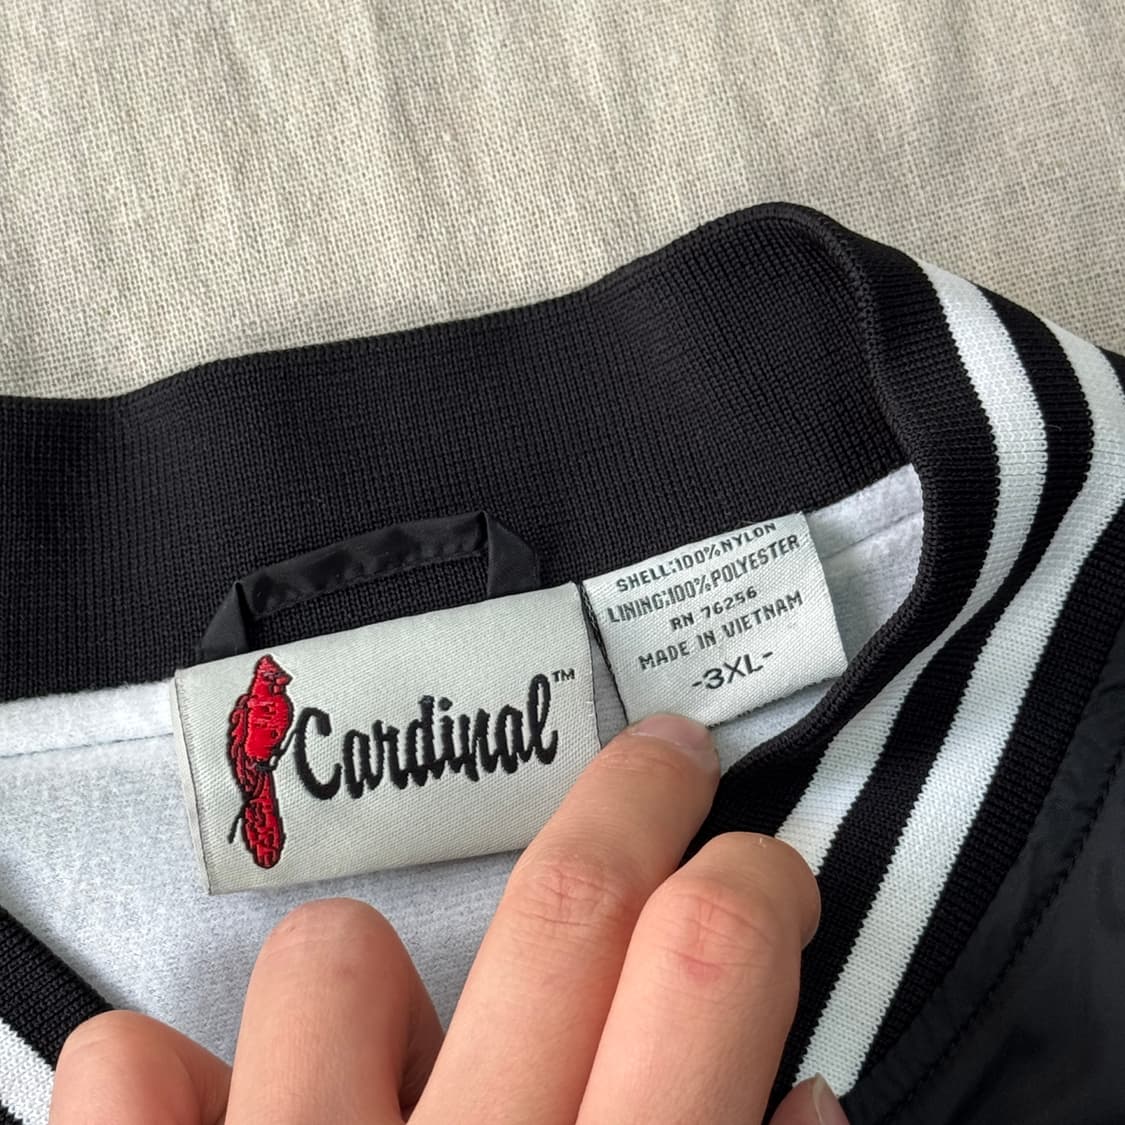 Cardinal™
SHELL:100%NYLON
LINING:100%POLYESTER
RN 76256
MADE IN VIETNAM
-3XL-